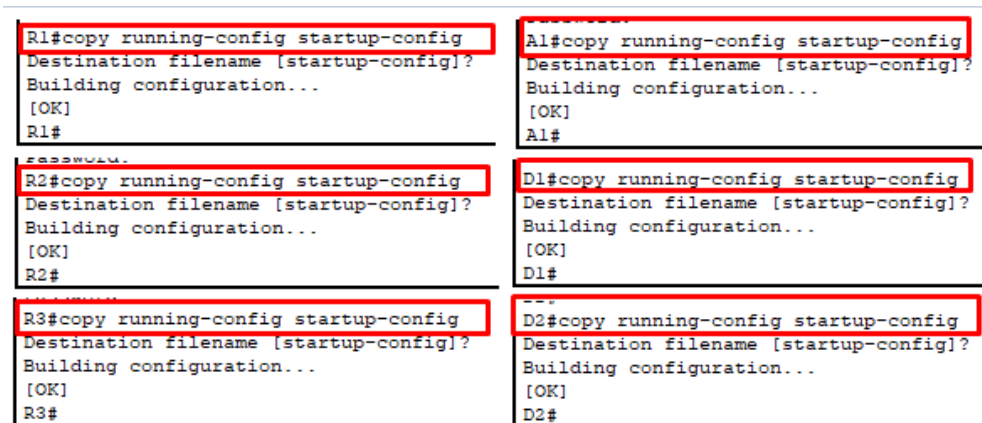 R1#copy running-config startup-config
Destination filename [startup-config]?
Building configuration...
[OK]
R1#
A1#copy running-config startup-config
Destination filename [startup-config]?
Building configuration...
[OK]
A1#
R2#copy running-config startup-config
Destination filename [startup-config]?
Building configuration...
[OK]
R2#
D1#copy running-config startup-config
Destination filename [startup-config]?
Building configuration...
[OK]
D1#
R3#copy running-config startup-config
Destination filename [startup-config]?
Building configuration...
[OK]
R3#
D2#copy running-config startup-config
Destination filename [startup-config]?
Building configuration...
[OK]
D2#